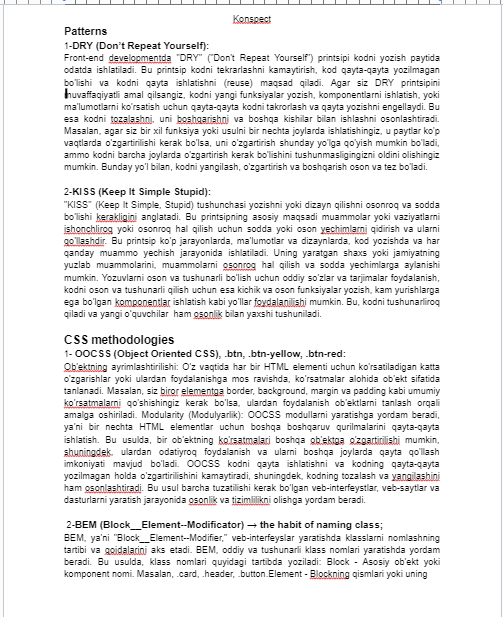 Konspect
Patterns
1-DRY (Don't Repeat Yourself):
Front-end developmentda "DRY" ("Don't Repeat Yourself") printsipi kodni yozish paytida
odatda ishlatiladi. Bu printsip kodni tekrarlashni kamaytirish, kod qayta-qayta yozilmagan
bo'lishi va kodni qayta ishlatishni (reuse) maqsad qiladi. Agar siz DRY printsipini
muvaffaqiyatli amal qilsangiz, kodni yangi funksiyalar yozish, komponentlarni ishlatish, yoki
ma'lumotlarni ko'rsatish uchun qayta-qayta kodni takrorlash va qayta yozishni engellaydi. Bu
esa kodni tozalashni, uni boshqarishni va boshqa kishilar bilan ishlashni osonlashtiradi.
Masalan, agar siz bir xil funksiya yoki usulni bir nechta joylarda ishlatishingiz, u paytlar ko'p
vaqtlarda o'zgartirilishi kerak bo'lsa, uni o'zgartirish shunday yo'lga qo'yish mumkin bo'ladi,
ammo kodni barcha joylarda o'zgartirish kerak bo'lishini tushunmasligingizni oldini olishingiz
mumkin. Bunday yo'l bilan, kodni yangilash, o'zgartirish va boshqarish oson va tez bo'ladi.
2-KISS (Keep It Simple Stupid):
"KISS" (Keep It Simple, Stupid) tushunchasi yozishni yoki dizayn qilishni osonroq va sodda
bo'lishi kerakligini anglatadi. Bu printsipning asosiy maqsadi muammolar yoki vaziyatlarni
ishonchliroq yoki osonroq hal qilish uchun sodda yoki oson yechimlarni qidirish va ularni
qo'llashdir. Bu printsip ko'p jarayonlarda, ma'lumotlar va dizaynlarda, kod yozishda va har
qanday muammo yechish jarayonida ishlatiladi. Uning yaratgan shaxs yoki jamiyatning
yuzlab muammolarini, muammolarni osonroq hal qilish va sodda yechimlarga aylanishi
mumkin. Yozuvlarni oson va tushunarli bo'lish uchun oddiy so'zlar va tarjimalar foydalanish,
kodni oson va tushunarli qilish uchun esa kichik va oson funksiyalar yozish, kam yurishlarga
ega bo'lgan komponentlar ishlatish kabi yo'llar foydalanilishi mumkin. Bu, kodni tushunarliroq
qiladi va yangi o'quvchilar ham osonlik bilan yaxshi tushuniladi.
CSS methodologies
1- OOCSS (Object Oriented CSS), .btn, .btn-yellow, .btn-red:
Ob'ektning ayrimlashtirilishi: O'z vaqtida har bir HTML elementi uchun ko'rsatiladigan katta
o'zgarishlar yoki ulardan foydalanishga mos ravishda, ko'rsatmalar alohida ob'ekt sifatida
tanlanadi. Masalan, siz biror elementga border, background, margin va padding kabi umumiy
ko'rsatmalarni qo'shishingiz kerak bo'lsa, ulardan foydalanish ob'ektlarni tanlash orqali
amalga oshiriladi. Modularity (Modulyarlik): OOCSS modullarni yaratishga yordam beradi,
ya'ni bir nechta HTML elementlar uchun boshqa boshqaruv qurilmalarini qayta-qayta
ishlatish. Bu usulda, bir ob'ektning ko'rsatmalari boshqa ob'ektga o'zgartirilishi mumkin,
shuningdek, ulardan odatiyroq foydalanish va ularni boshqa joylarda qayta qo'llash
imkoniyati mavjud bo'ladi. OOCSS kodni qayta ishlatishni va kodning qayta-qayta
yozilmagan holda o'zgartirilishini kamaytiradi, shuningdek, kodning tozalash va yangilashini
ham osonlashtiradi. Bu usul barcha tuzatilishi kerak bo'lgan veb-interfeystlar, veb-saytlar va
dasturlarni yaratish jarayonida osonlik va tizimlilikni olishga yordam beradi.
2-BEM (Block__Element--Modificator) → the habit of naming class;
BEM, ya'ni "Block__Element--Modifier," veb-interfeyslar yaratishda klasslarni nomlashning
tartibi va qoidalarini aks etadi. BEM, oddiy va tushunarli klass nomlari yaratishda yordam
beradi. Bu usulda, klass nomlari quyidagi tartibda yoziladi: Block - Asosiy ob'ekt yoki
komponent nomi. Masalan, .card, .header, .button.Element - Blockning qismlari yoki uning